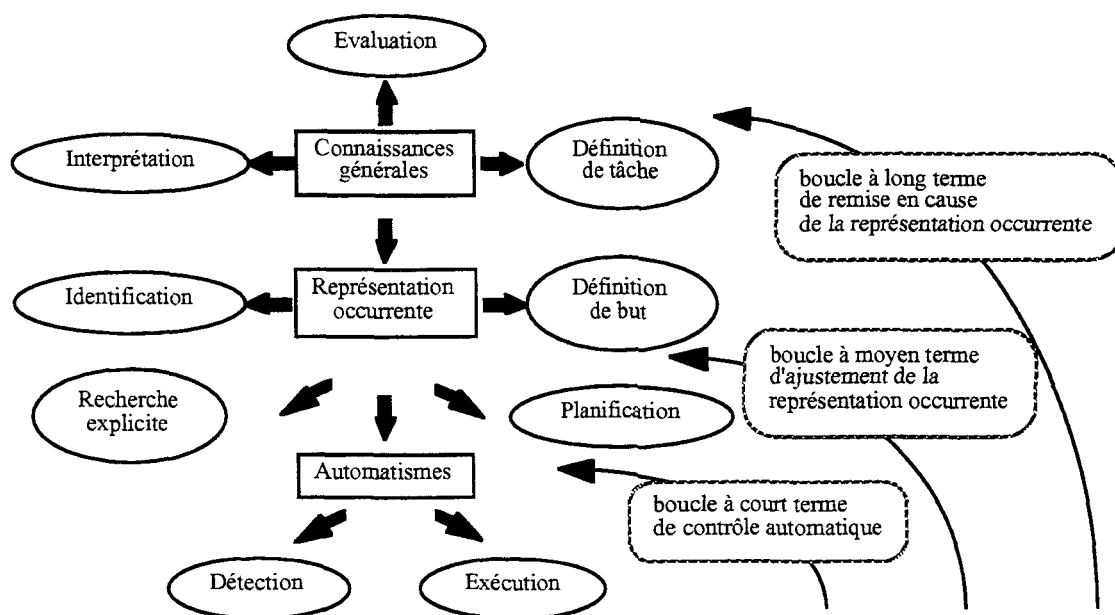 Evaluation
Interprétation
Connaissances
générales
Définition
de tâche
boucle à long terme
de remise en cause
de la représentation occurrente
Identification
Représentation
occurrente
Définition
de but
boucle à moyen terme
d'ajustement de la
représentation occurrente
Recherche
explicite
Planification
Automatismes
boucle à court terme
de contrôle automatique
Détection
Exécution